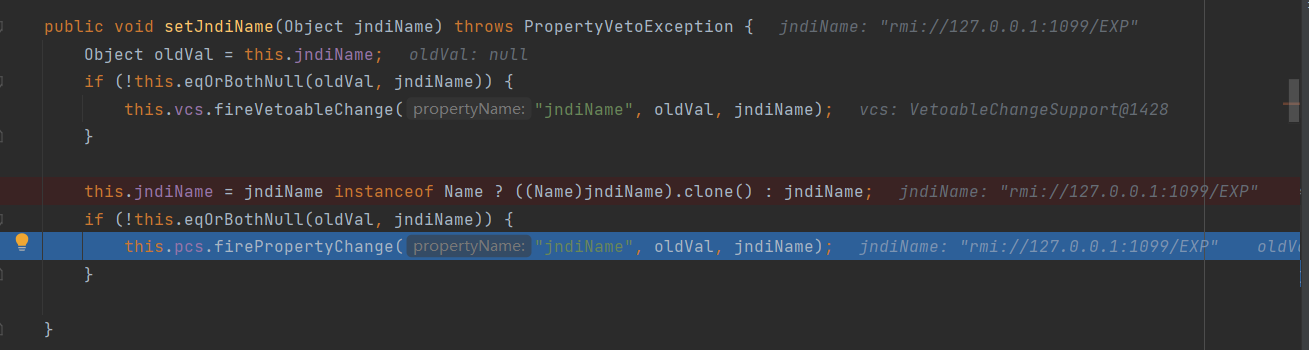 public void setJndiName(Object jndiName) throws PropertyVetoException { jndiName: "rmi://127.0.0.1:1099/EXP"
Object oldVal = this.jndiName; oldVal: null
if (!this.eqOrBothNull(oldVal, jndiName)) {
this.vcs.fireVetoableChange( propertyName: "jndiName", oldVal, jndiName); vcs: VetoableChangeSupport@1428
}
this.jndiName = jndiName instanceof Name ? ((Name)jndiName).clone() : jndiName; jndiName: "rmi://127.0.0.1:1099/EXP"
if (!this.eqOrBothNull(oldVal, jndiName)) {
this.pcs.firePropertyChange( propertyName: "jndiName", oldVal, jndiName); jndiName: "rmi://127.0.0.1:1099/EXP"
}
}